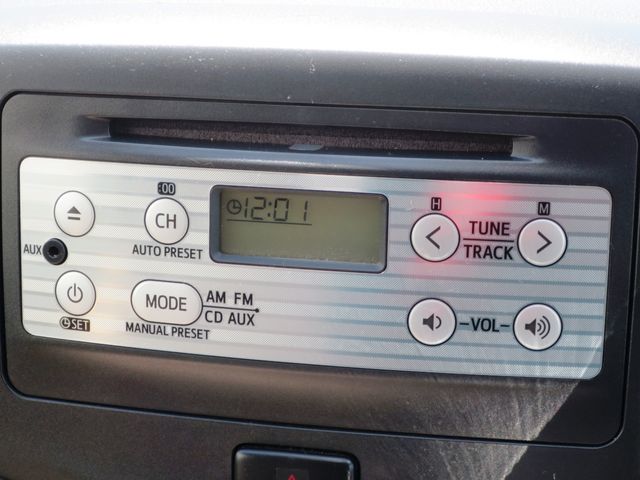 :00
H
M
12:01
CH
TUNE
AUX
AUTO PRESET
TRACK
MODE
AM FM
CD AUX
-VOL-
SET
MANUAL PRESET